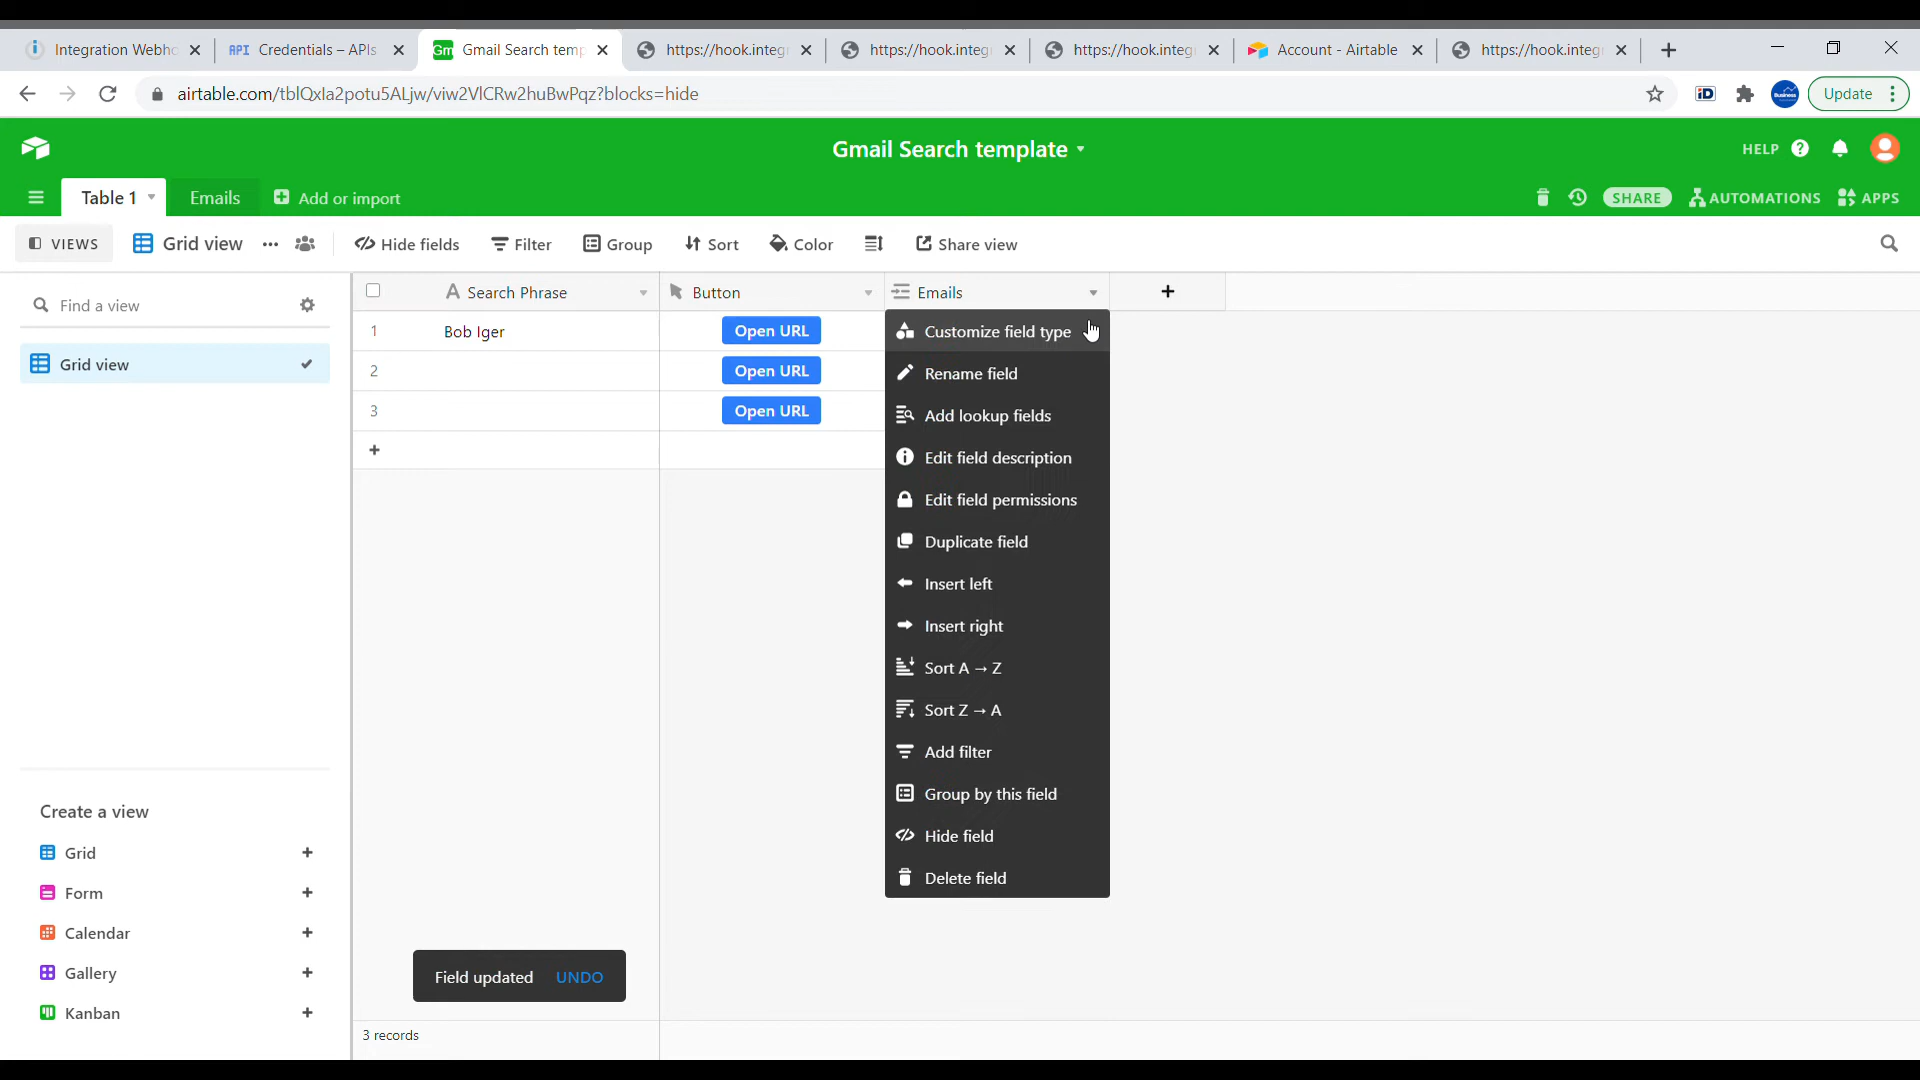 Integration Webho
API Credentials – APIs
Gm Gmail Search temp
https://hook.integ
https://hook.integ
https://hook.integ
Account - Airtable
https://hook.integ
airtable.com/tblQxla2potu5ALjw/viw2VlCRw2huBwPqz?blocks=hide
iD
Business
Update
Gmail Search template
HELP
Table 1
Emails
Add or import
SHARE
AUTOMATIONS
APPS
VIEWS
Grid view
Hide fields
Filter
Group
Sort
Color
Share view
Find a view
Grid view
Search Phrase
Button
Emails
1 Bob Iger Open URL
2 Open URL
3 Open URL
Customize field type
Rename field
Add lookup fields
Edit field description
Edit field permissions
Duplicate field
Insert left
Insert right
Sort A → Z
Sort Z → A
Add filter
Group by this field
Hide field
Delete field
Create a view
Grid
Form
Calendar
Gallery
Kanban
Field updated UNDO
3 records